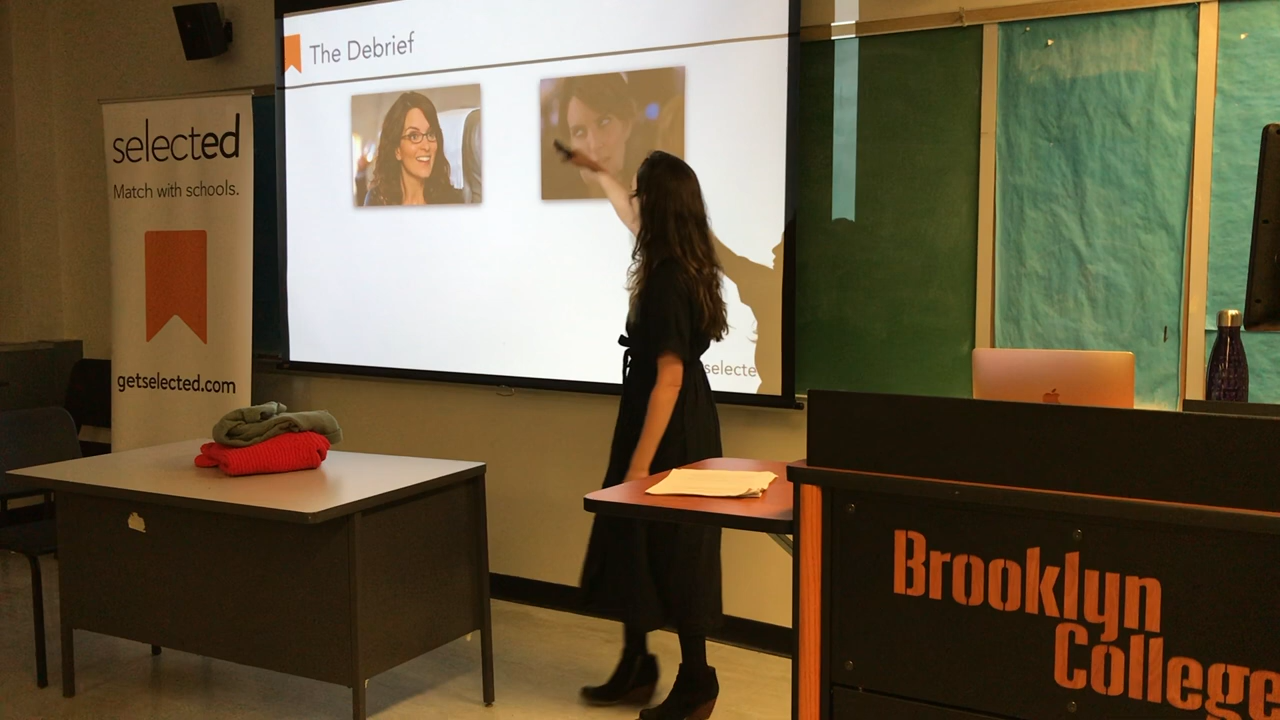 The Debrief
selected
Match with schools.
getselected.com
selecte
Brooklyn
College